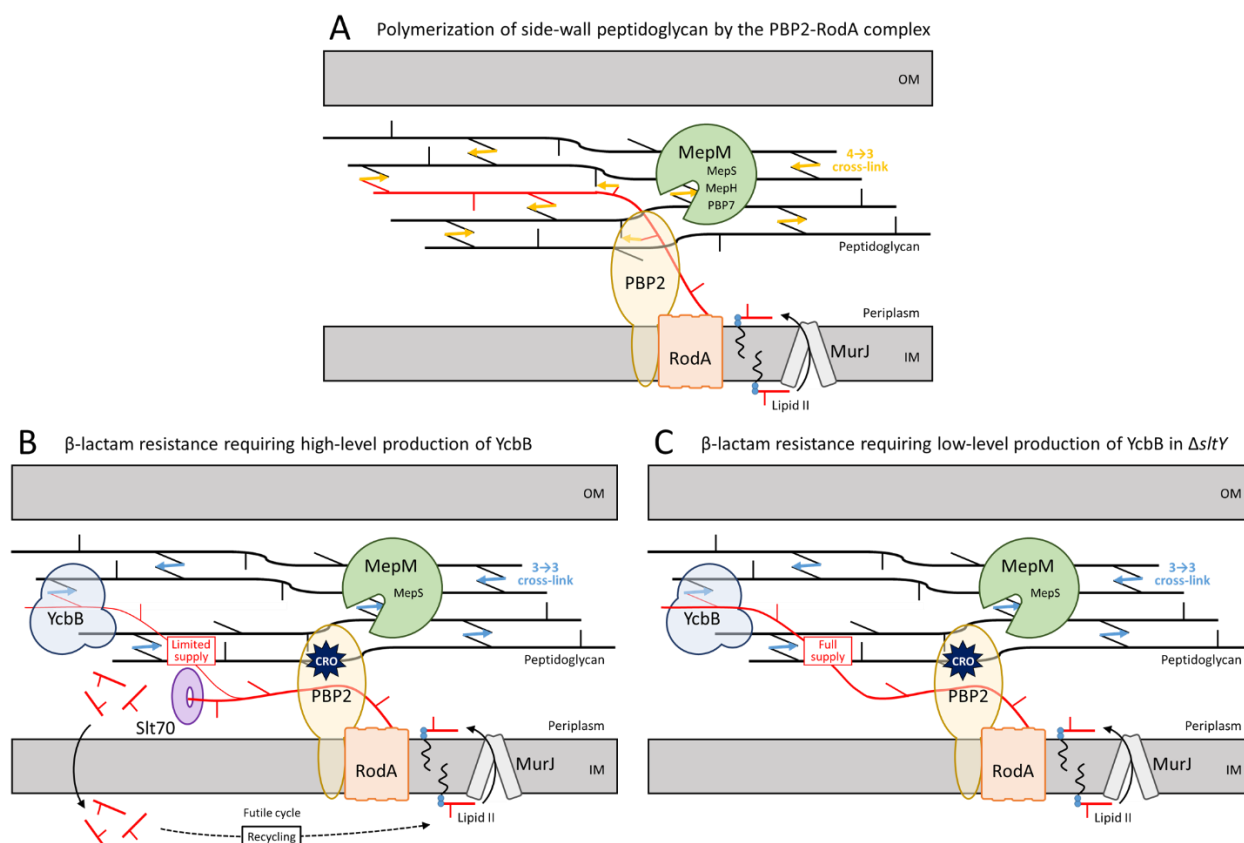 A Polymerization of side-wall peptidoglycan by the PBP2-RodA complex
OM
MepM
MepS
MepH
PBP7
4→3
cross-link
Peptidoglycan
PBP2
Periplasm
RodA
MurJ
IM
Lipid II
B β-lactam resistance requiring high-level production of YcbB
OM
MepM
MepS
3→3
cross-link
YcbB
Limited
supply
CRO
Peptidoglycan
PBP2
Slt70
Periplasm
RodA
MurJ
IM
Lipid II
Futile cycle
Recycling
C β-lactam resistance requiring low-level production of YcbB in ΔsltY
OM
MepM
MepS
3→3
cross-link
YcbB
Full
supply
CRO
Peptidoglycan
PBP2
Periplasm
RodA
MurJ
IM
Lipid II